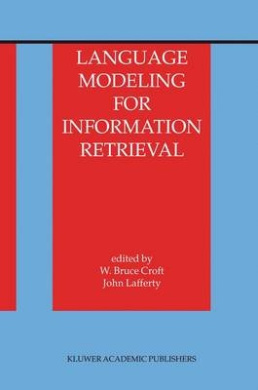 LANGUAGE
MODELING
FOR
INFORMATION
RETRIEVAL
edited by
W. Bruce Croft
John Lafferty
KLUWER ACADEMIC PUBLISHERS